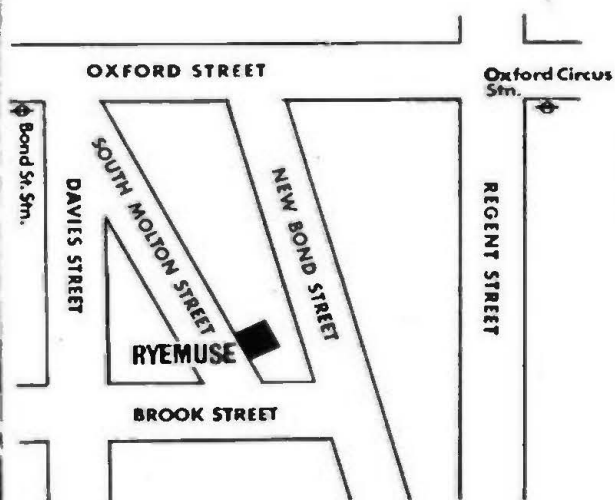 OXFORD STREET
Oxford Circus
Stn.
Bond St. Stn.
DAVIES STREET
SOUTH MOLTON STREET
NEW BOND STREET
REGENT STREET
RYEMUSE
BROOK STREET